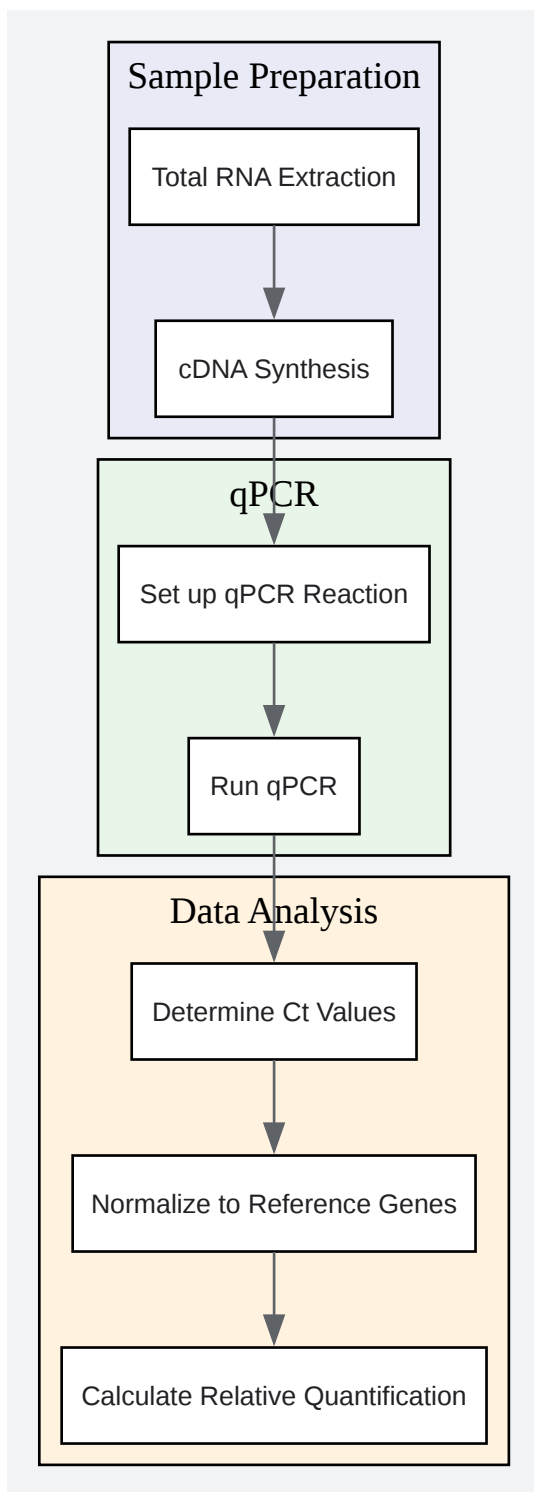 Sample Preparation
Total RNA Extraction
cDNA Synthesis
qPCR
Set up qPCR Reaction
Run qPCR
Data Analysis
Determine Ct Values
Normalize to Reference Genes
Calculate Relative Quantification